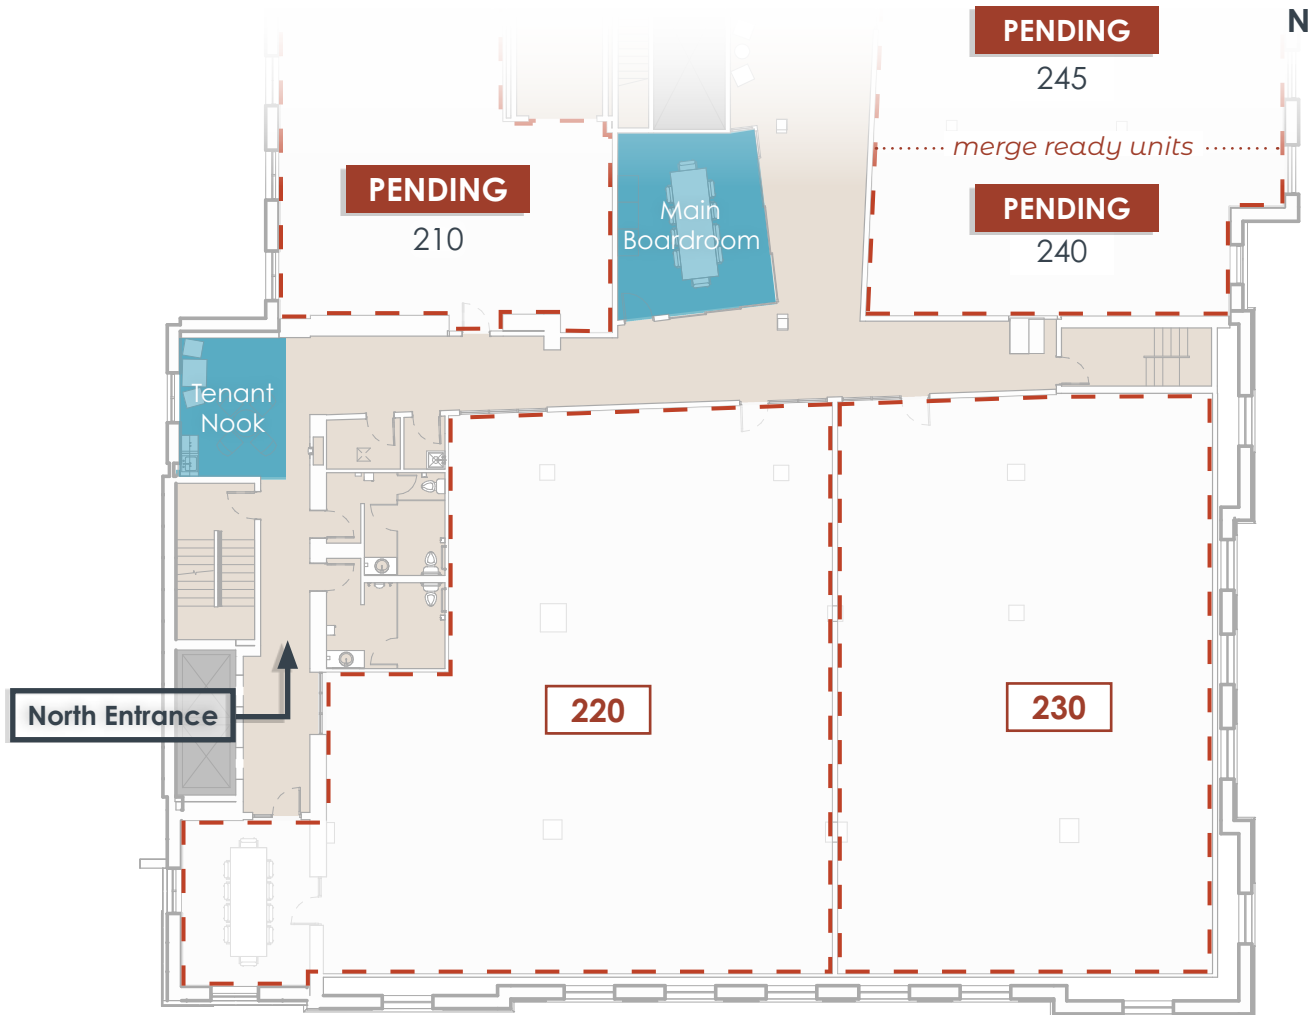 N
PENDING
245
merge ready units
PENDING
210
PENDING
240
Main
Boardroom
Tenant
Nook
North Entrance
220
230